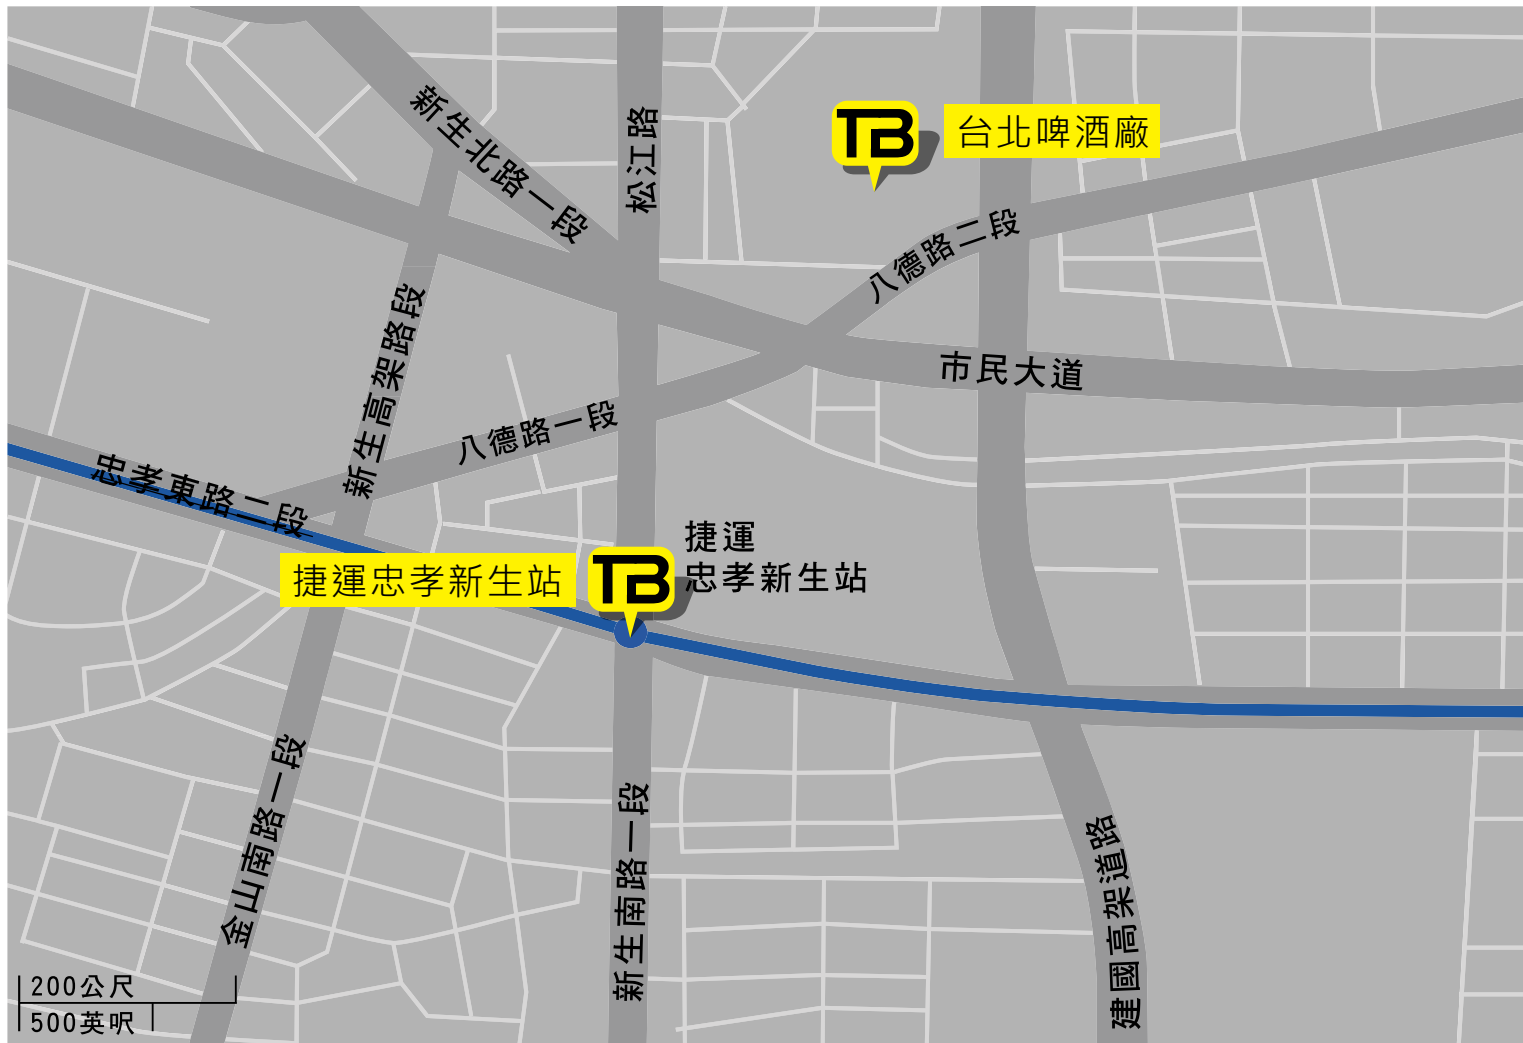 新生北路一段
松江路
TB
台北啤酒廠
八德路二段
新生高架路段
市民大道
八德路一段
忠孝東路二段
捷運
忠孝新生站
捷運忠孝新生站
TB
金山南路一段
新生南路一段
建國高架道路
200公尺
500英呎